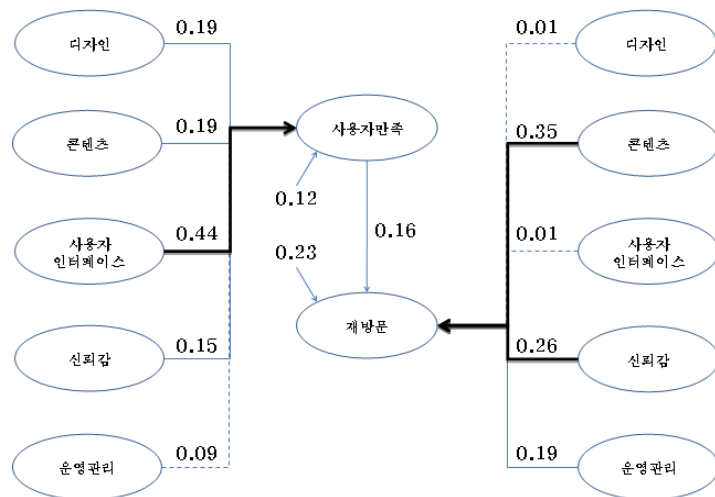 0.19
디자인
0.01
디자인
0.19
콘텐츠
사용자만족
0.35
콘텐츠
0.12
0.44
사용자
인터페이스
0.16
0.23
0.01
사용자
인터페이스
재방문
0.15
신뢰감
0.26
신뢰감
0.09
운영관리
0.19
운영관리